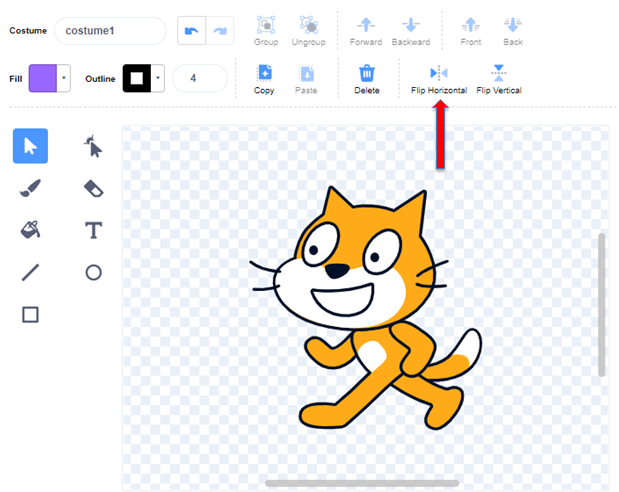 Costume costume1
Group Ungroup Forward Backward Front Back
Fill Outline 4
Copy Paste Delete Flip Horizontal Flip Vertical
T